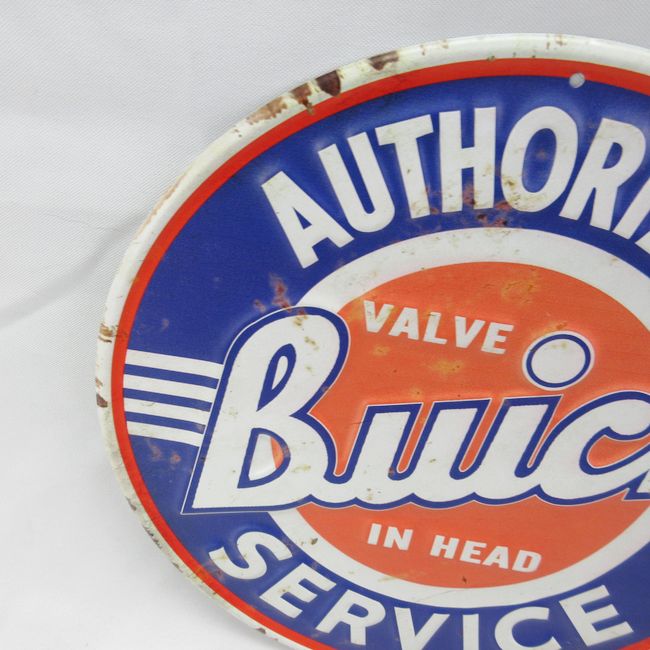 AUTHORI
VALVE
Buic
IN HEAD
SERVICE